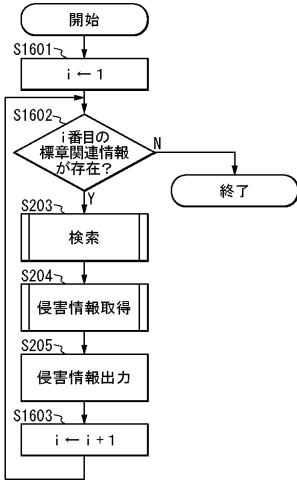 開始
S1601
i ← 1
S1602
i番目の
標章関連情報
が存在?
N
Y
終了
S203
検索
S204
侵害情報取得
S205
侵害情報出力
S1603
i ← i + 1